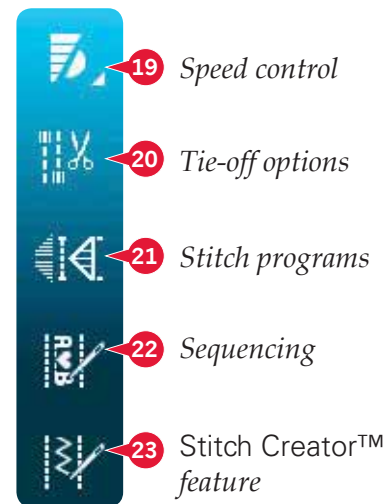 19 Speed control
20 Tie-off options
21 Stitch programs
A♥B
22 Sequencing
23 Stitch Creator™
feature